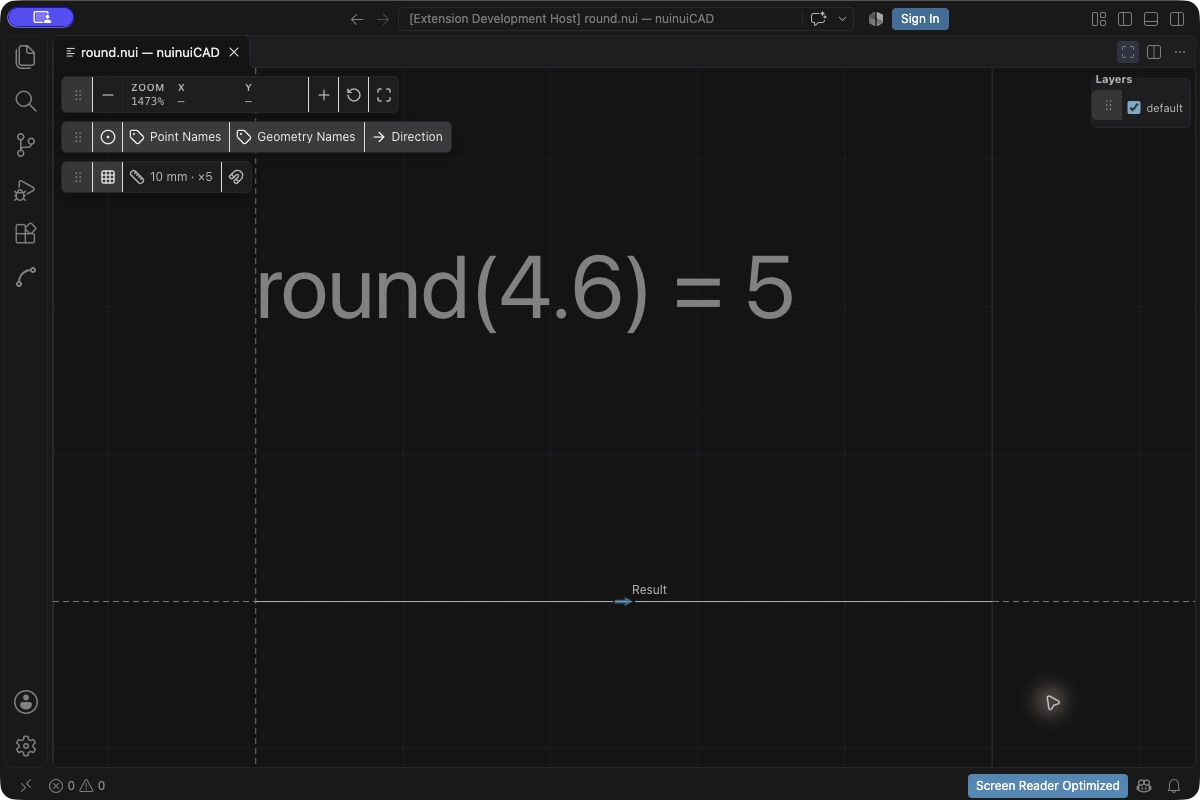 [Extension Development Host] round.nui — nuinuiCAD
Sign In
round.nui — nuinuiCAD
ZOOM X Y
1473% – –
Layers
default
Point Names
Geometry Names
Direction
10 mm · ×5
round(4.6) = 5
Result
0 0
Screen Reader Optimized